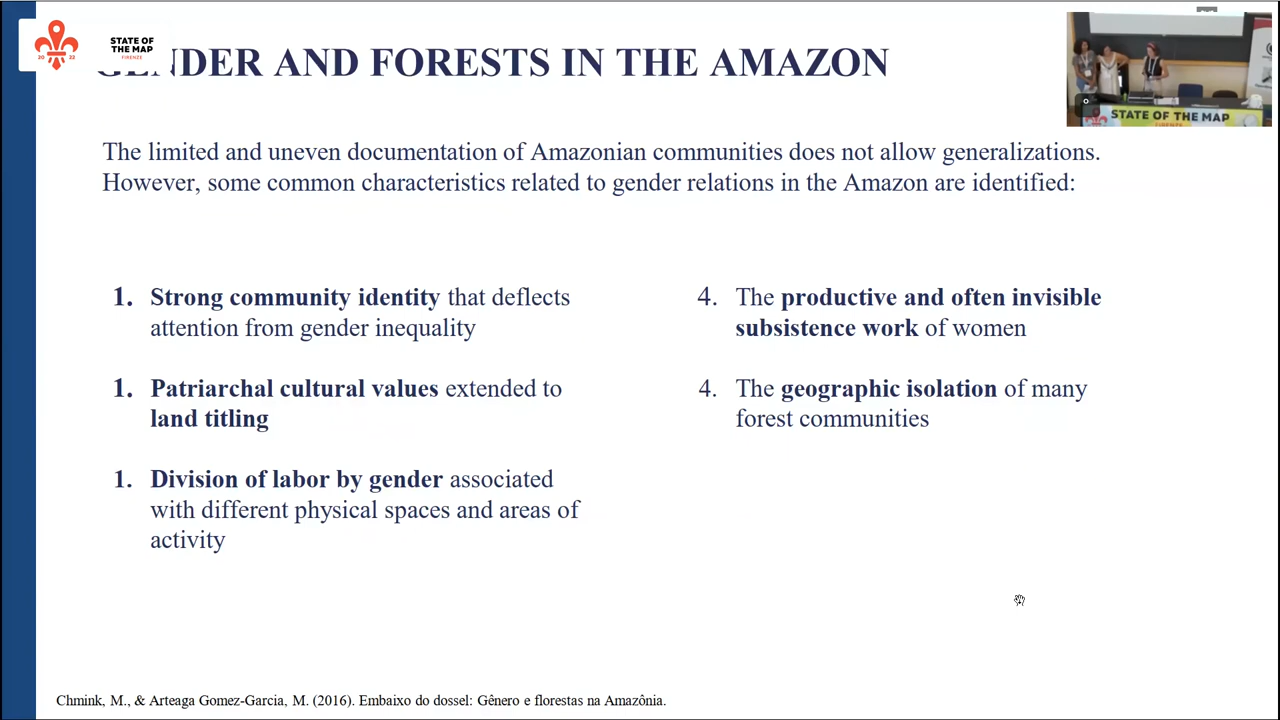 STATE OF
THE MAP
FIRENZE
2022
GENDER AND FORESTS IN THE AMAZON
STATE OF THE MAP
FIRENZE
The limited and uneven documentation of Amazonian communities does not allow generalizations.
However, some common characteristics related to gender relations in the Amazon are identified:
1. Strong community identity that deflects
attention from gender inequality
1. Patriarchal cultural values extended to
land titling
1. Division of labor by gender associated
with different physical spaces and areas of
activity
4. The productive and often invisible
subsistence work of women
4. The geographic isolation of many
forest communities
Chmink, M., & Arteaga Gomez-Garcia, M. (2016). Embaixo do dossel: Gênero e florestas na Amazônia.